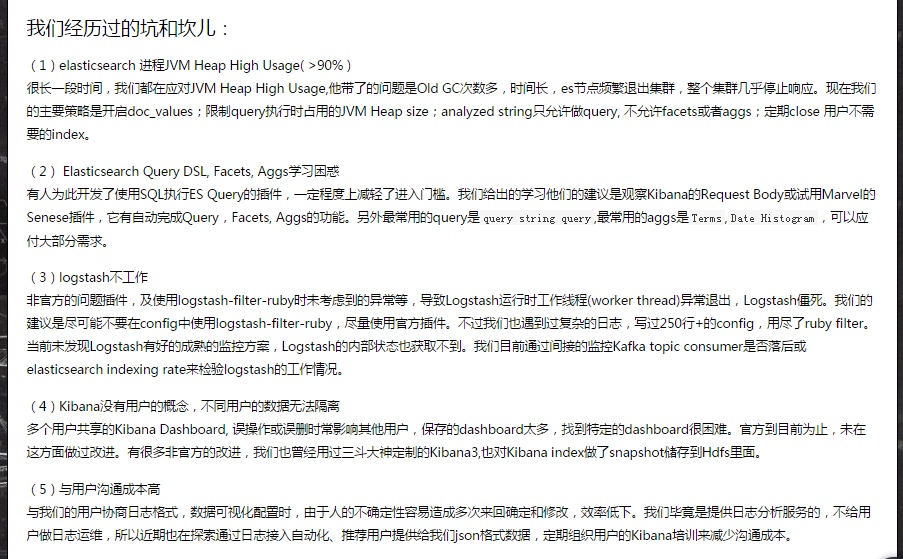 我们经历过的坑和坎儿：
（1）elasticsearch 进程JVM Heap High Usage( >90% )
很长一段时间，我们都在应对JVM Heap High Usage,他带了的问题是Old GC次数多，时间长，es节点频繁退出集群，整个集群几乎停止响应。现在我们
的主要策略是开启doc_values；限制query执行时占用的JVM Heap size；analyzed string只允许做query, 不允许facets或者aggs；定期close 用户不需
要的index。
（2） Elasticsearch Query DSL, Facets, Aggs学习困惑
有人为此开发了使用SQL执行ES Query的插件，一定程度上减轻了进入门槛。我们给出的学习他们的建议是观察Kibana的Request Body或试用Marvel的
Senese插件，它有自动完成Query，Facets, Aggs的功能。另外最常用的query是 query string query,最常用的aggs是 Terms,Date Histogram ，可以应
付大部分需求。
（3）logstash不工作
非官方的问题插件，及使用logstash-filter-ruby时未考虑到的异常等，导致Logstash运行时工作线程(worker thread)异常退出，Logstash僵死。我们的
建议是尽可能不要在config中使用logstash-filter-ruby，尽量使用官方插件。不过我们也遇到过复杂的日志，写过250行+的config，用尽了ruby filter。
当前未发现Logstash有好的成熟的监控方案，Logstash的内部状态也获取不到。我们目前通过间接的监控Kafka topic consumer是否落后或
elasticsearch indexing rate来检验logstash的工作情况。
（4）Kibana没有用户的概念，不同用户的数据无法隔离
多个用户共享的Kibana Dashboard, 误操作或误删时常影响其他用户，保存的dashboard太多，找到特定的dashboard很困难。官方到目前为止，未在
这方面做过改进。有很多非官方的改进，我们也曾经用过三斗大神定制的Kibana3,也对Kibana index做了snapshot储存到Hdfs里面。
（5）与用户沟通成本高
与我们的用户协商日志格式，数据可视化配置时，由于人的不确定性容易造成多次来回确定和修改，效率低下。我们毕竟是提供日志分析服务的，不给用
户做日志运维，所以近期也在探索通过日志接入自动化、推荐用户提供给我们json格式数据，定期组织用户的Kibana培训来减少沟通成本。